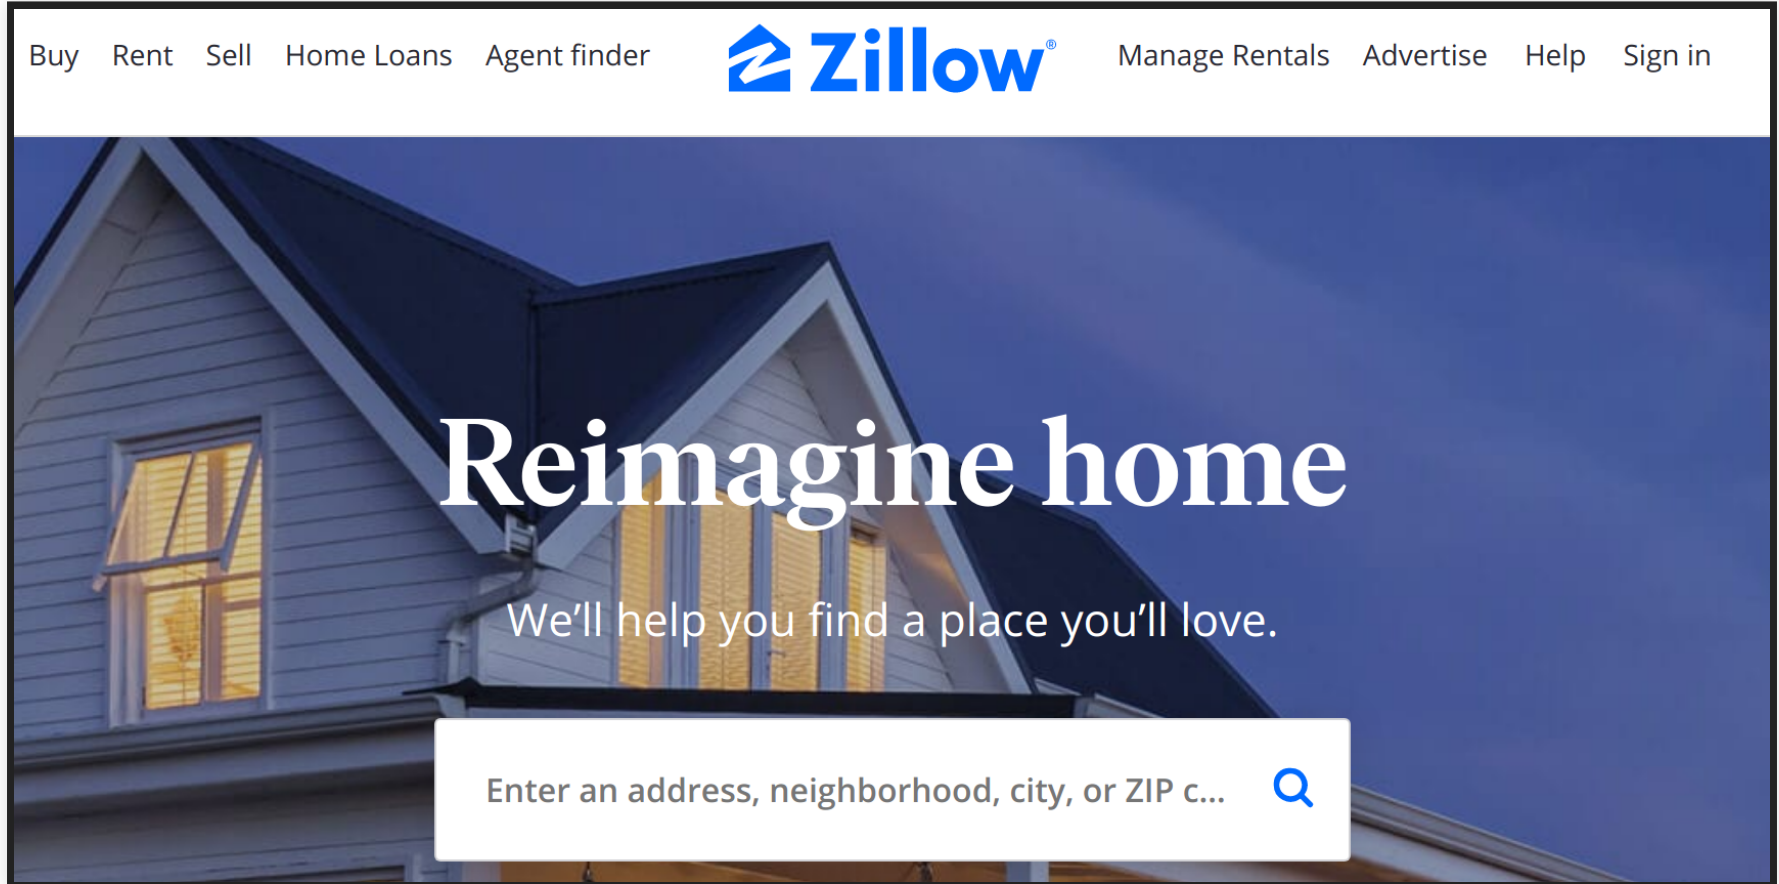 Buy Rent Sell Home Loans Agent finder Zillow® Manage Rentals Advertise Help Sign in
Reimagine home
We’ll help you find a place you’ll love.
Enter an address, neighborhood, city, or ZIP c...